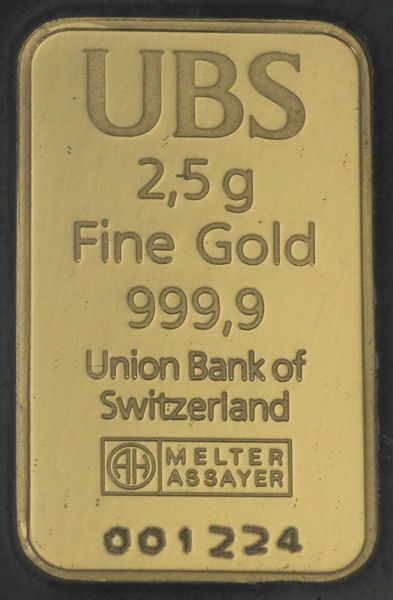 UBS
2,5 g
Fine Gold
999,9
Union Bank of
Switzerland
AH MELTER
ASSAYER
001224